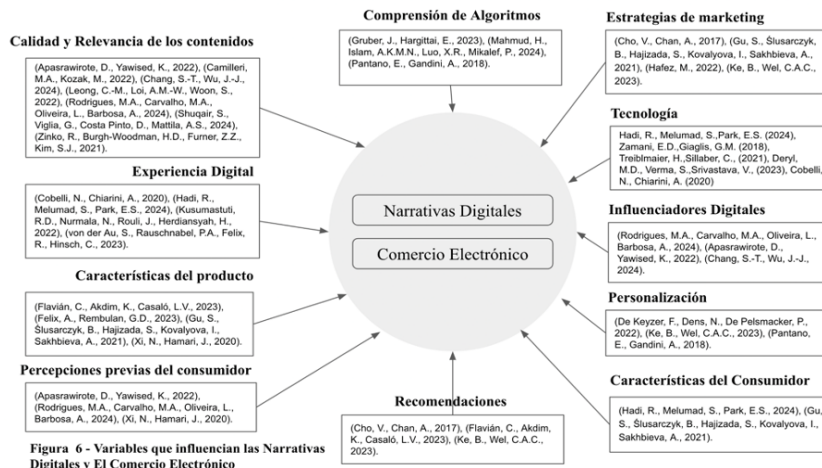 Comprensión de Algoritmos
(Gruber, J., Hargittai, E., 2023), (Mahmud, H.,
Islam, A.K.M.N., Luo, X.R., Mikalef, P., 2024),
(Pantano, E., Gandini, A., 2018).
Calidad y Relevancia de los contenidos
(Apasrawirote, D., Yawised, K., 2022), (Camilleri,
M.A., Kozak, M., 2022), (Chang, S.-T., Wu, J.-J.,
2024), (Leong, C.-M., Loi, A.M.-W., Woon, S.,
2022), (Rodrigues, M.A., Carvalho, M.A.,
Oliveira, L., Barbosa, A., 2024), (Shuqair, S.,
Viglia, G., Costa Pinto, D., Mattila, A.S., 2024),
(Zinko, R., Burgh-Woodman, H.D., Furner, Z.Z.,
Kim, S.J., 2021).
Experiencia Digital
(Cobelli, N., Chiarini, A., 2020), (Hadi, R.,
Melumad, S., Park, E.S., 2024), (Kusumastuti,
R.D., Nurmala, N., Rouli, J., Herdiansyah, H.,
2022), (von der Au, S., Rauschnabel, P.A., Felix,
R., Hinsch, C., 2023).
Características del producto
(Flavián, C., Akdim, K., Casaló, L.V., 2023),
(Felix, A., Rembulan, G.D., 2023), (Gu, S.,
Ślusarczyk, B., Hajizada, S., Kovalyova, I.,
Sakhbieva, A., 2021), (Xi, N., Hamari, J., 2020).
Percepciones previas del consumidor
(Apasrawirote, D., Yawised, K., 2022),
(Rodrigues, M.A., Carvalho, M.A., Oliveira, L.,
Barbosa, A., 2024), (Xi, N., Hamari, J., 2020).
Narrativas Digitales
Comercio Electrónico
Estrategias de marketing
(Cho, V., Chan, A., 2017), (Gu, S., Ślusarczyk,
B., Hajizada, S., Kovalyova, I., Sakhbieva, A.,
2021), (Hafez, M., 2022), (Ke, B., Wel, C.A.C.,
2023).
Tecnología
Hadi, R., Melumad, S.,Park, E.S. (2024),
Zamani, E.D.,Giaglis, G.M. (2018)
Treiblmaier, H.,Sillaber, C., (2021), Deryl,
M.D., Verma, S.,Srivastava, V., (2023), Cobelli,
N., Chiarini, A. (2020)
Influenciadores Digitales
(Rodrigues, M.A., Carvalho, M.A., Oliveira, L.,
Barbosa, A., 2024), (Apasrawirote, D.,
Yawised, K., 2022), (Chang, S.-T., Wu, J.-J.,
2024).
Personalización
(De Keyzer, F., Dens, N., De Pelsmacker, P.,
2022), (Ke, B., Wel, C.A.C., 2023), (Pantano,
E., Gandini, A., 2018).
Características del Consumidor
(Hadi, R., Melumad, S., Park, E.S., 2024), (Gu,
S., Ślusarczyk, B., Hajizada, S., Kovalyova, I.,
Sakhbieva, A., 2021).
Recomendaciones
(Cho, V., Chan, A., 2017), (Flavián, C., Akdim,
K., Casaló, L.V., 2023), (Ke, B., Wel, C.A.C.,
2023).
Figura 6 - Variables que influencian las Narrativas
Digitales y El Comercio Electrónico